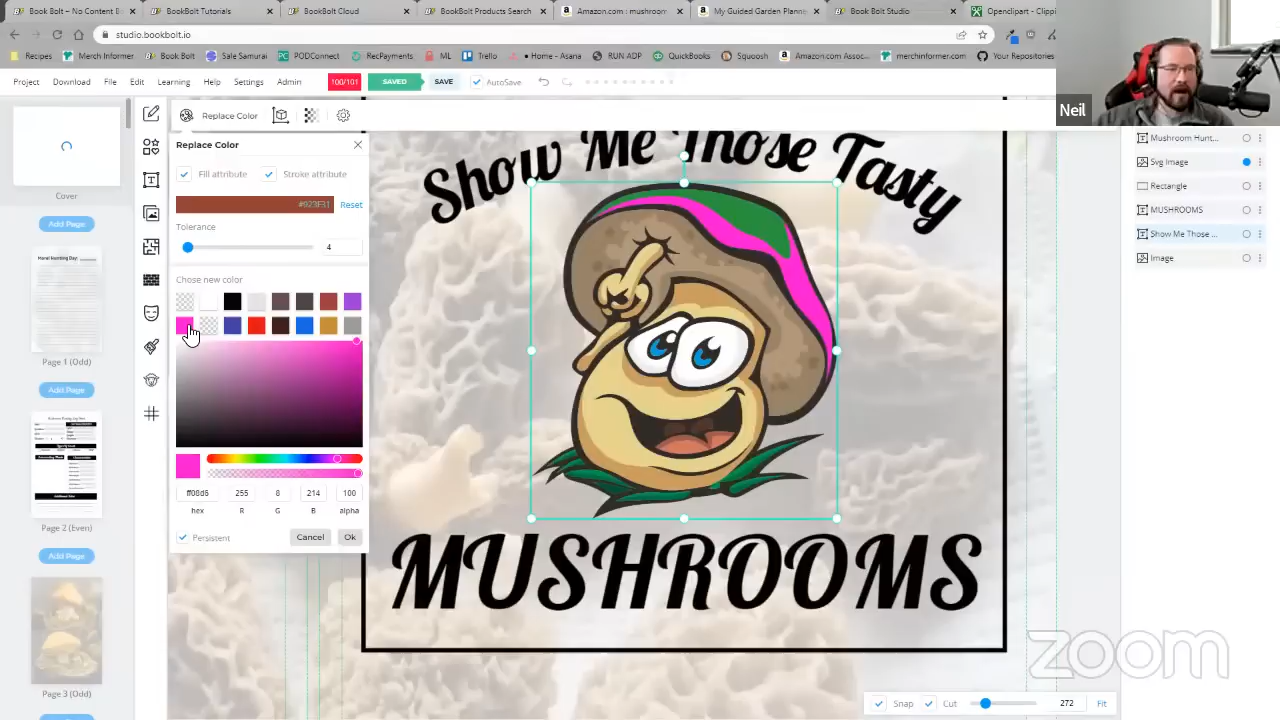 BookBolt – No Content B
BookBolt Tutorials
BookBolt Cloud
BookBolt Products Search
Amazon.com : mushroom
My Guided Garden Planne
BookBolt Studio
Openclipart - Clippi
studio.bookbolt.io
Recipes
Merch Informer
Book Bolt
Sale Samurai
PODConnect
RecPayments
ML
Trello
• Home - Asana
RUN-ADP
QuickBooks
Squoosh
Amazon.com Assoc...
merchinformer.com
Your Repositories
Project
Download
File
Edit
Learning
Help
Settings
Admin
100/101
SAVED
SAVE
AutoSave
Neil
Replace Color
Replace Color
Fill attribute
Stroke attribute
#923F31
Reset
Tolerance
4
Chose new color
ff08d6
255
8
214
100
hex
R
G
B
alpha
Persistent
Cancel
Ok
Cover
Add Page
Page 1 (Odd)
Add Page
Page 2 (Even)
Add Page
Page 3 (Odd)
Show Me Those Tasty
MUSHROOMS
Mushroom Hunt...
Svg Image
Rectangle
MUSHROOMS
Show Me Those ...
Image
zoom
Snap
Cut
272
Fit